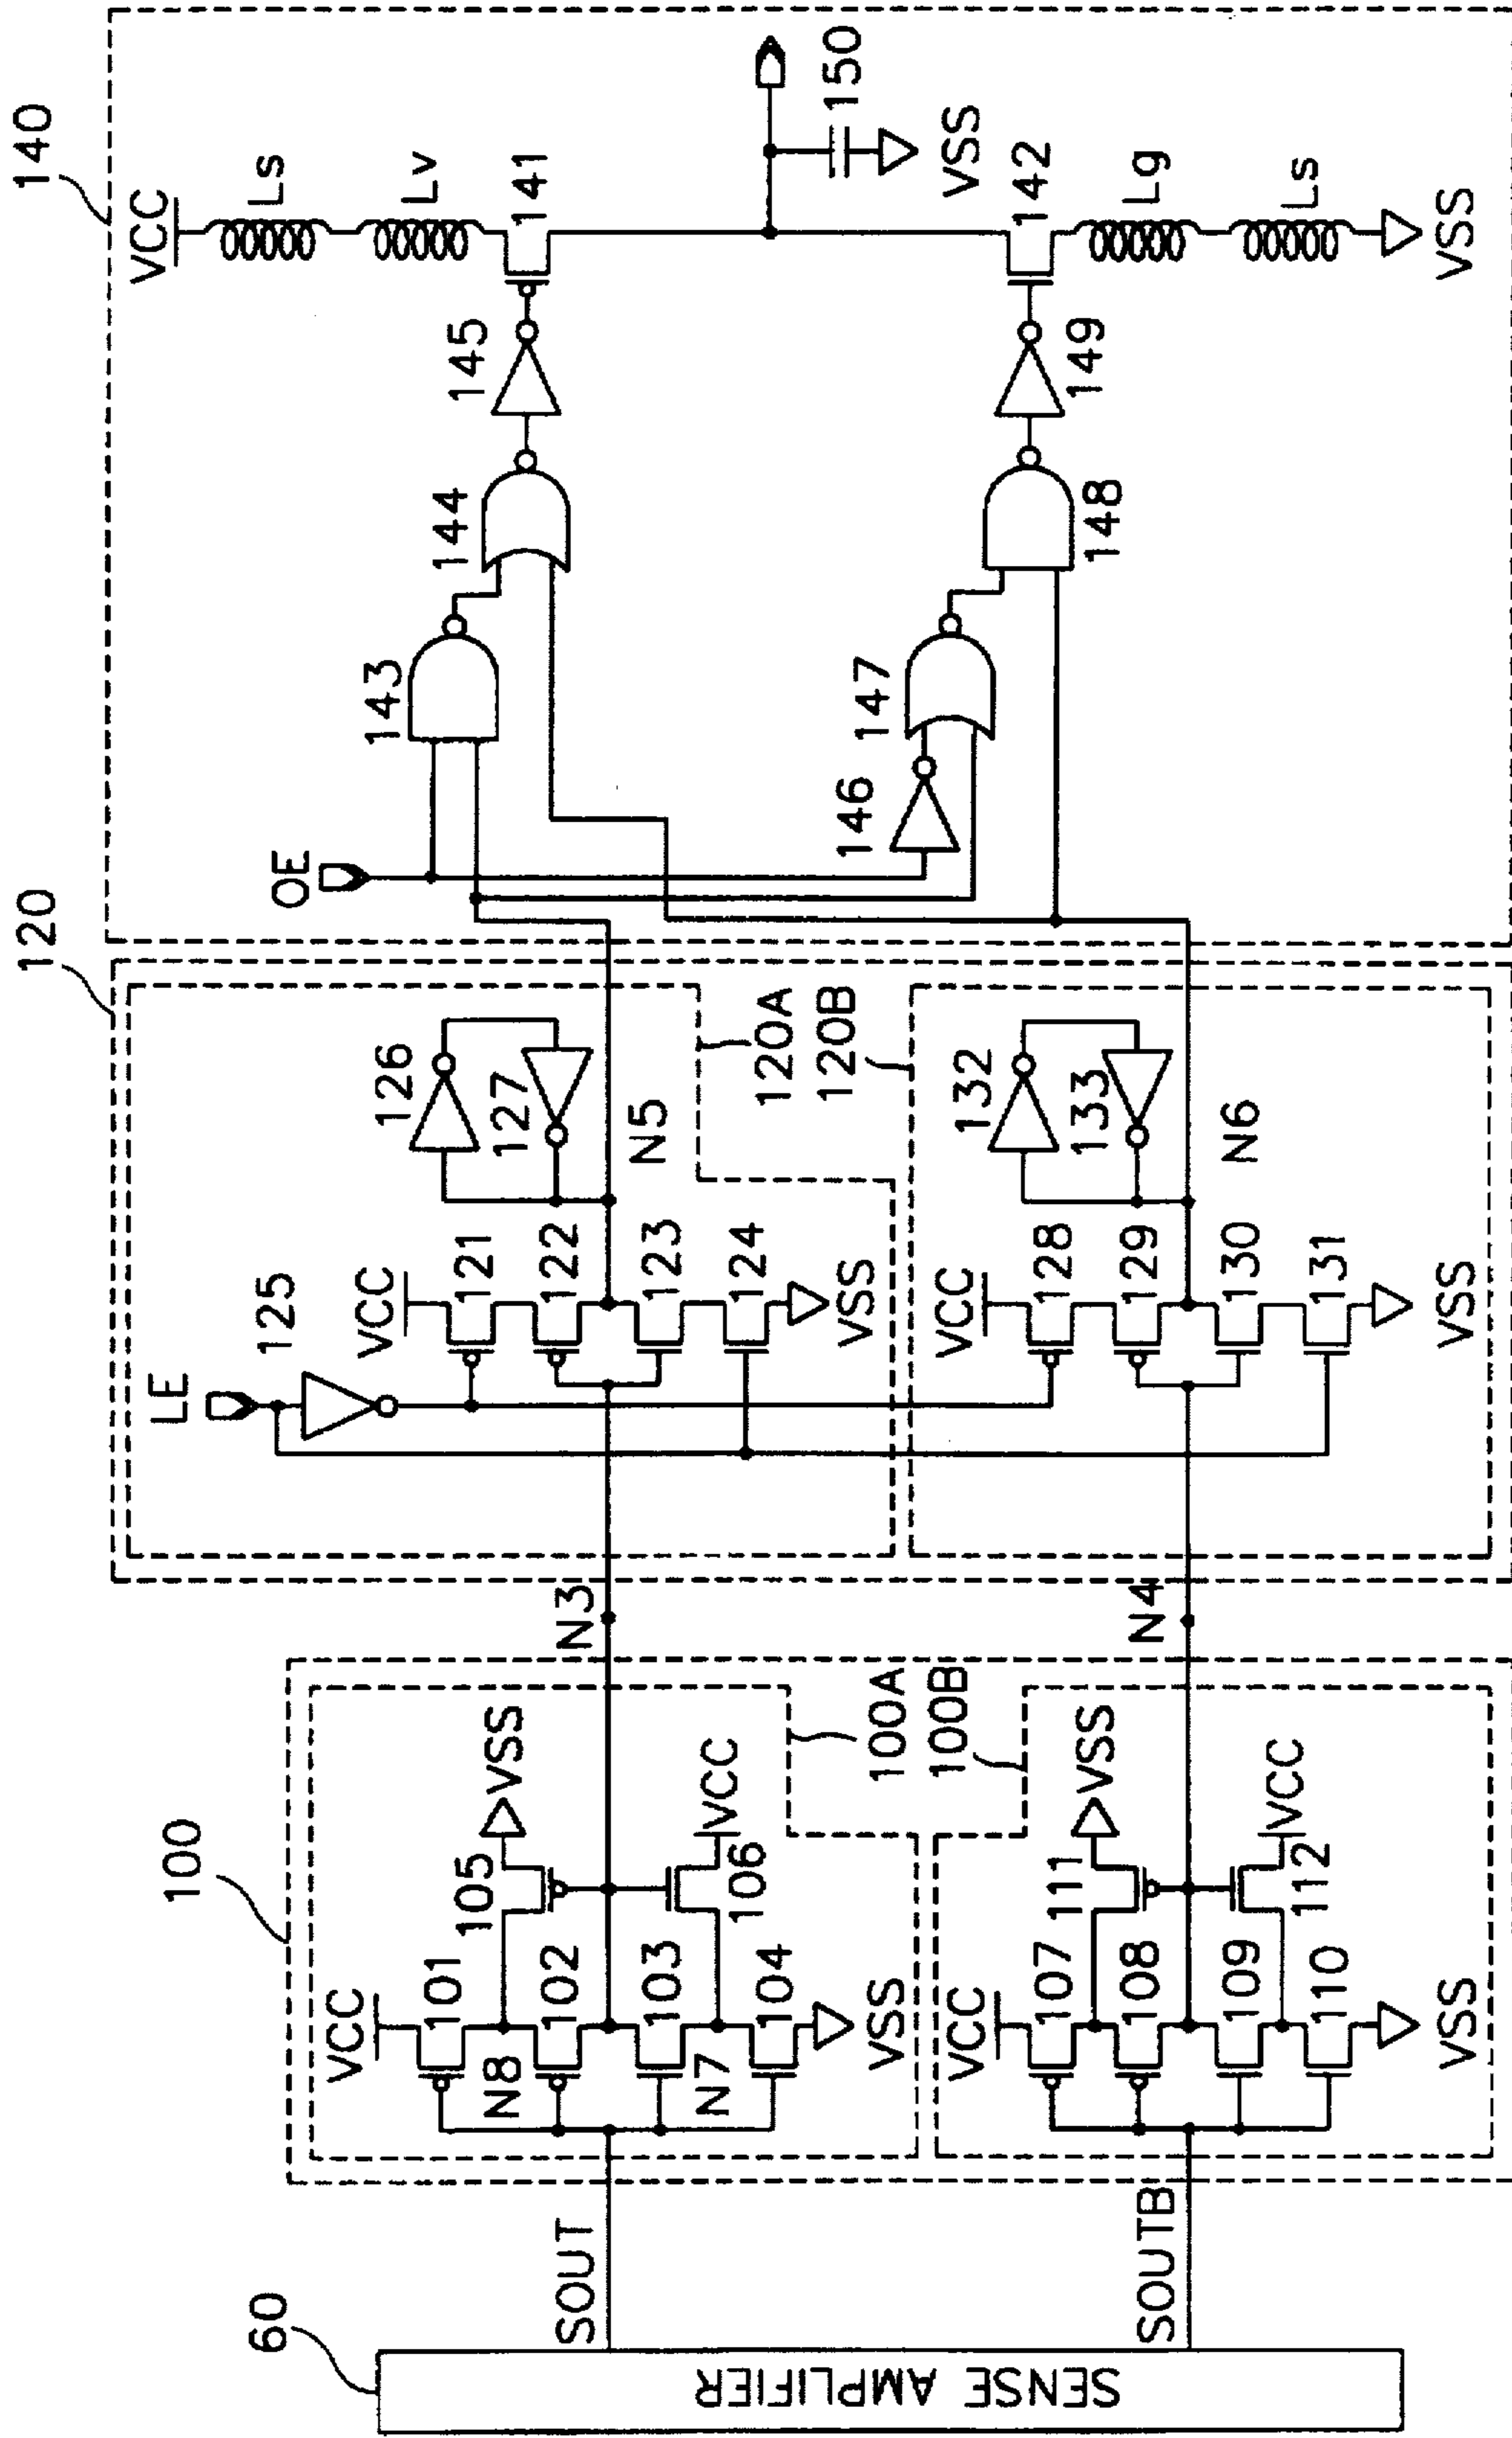 60
SENSE AMPLIFIER
SOUT
SOUTB
100
VCC
101
N8
102
103
N7
104
VSS
105
VSS
106
VCC
100A
100B
VCC
107
108
109
110
VSS
111
VSS
112
VCC
N3
N4
120
LE
125
VCC
121
122
123
124
VSS
126
127
N5
120A
120B
VCC
128
129
130
131
VSS
132
133
N6
140
OE
143
144
145
146
147
148
149
VCC
Ls
Lv
141
150
VSS
142
Lg
Ls
VSS